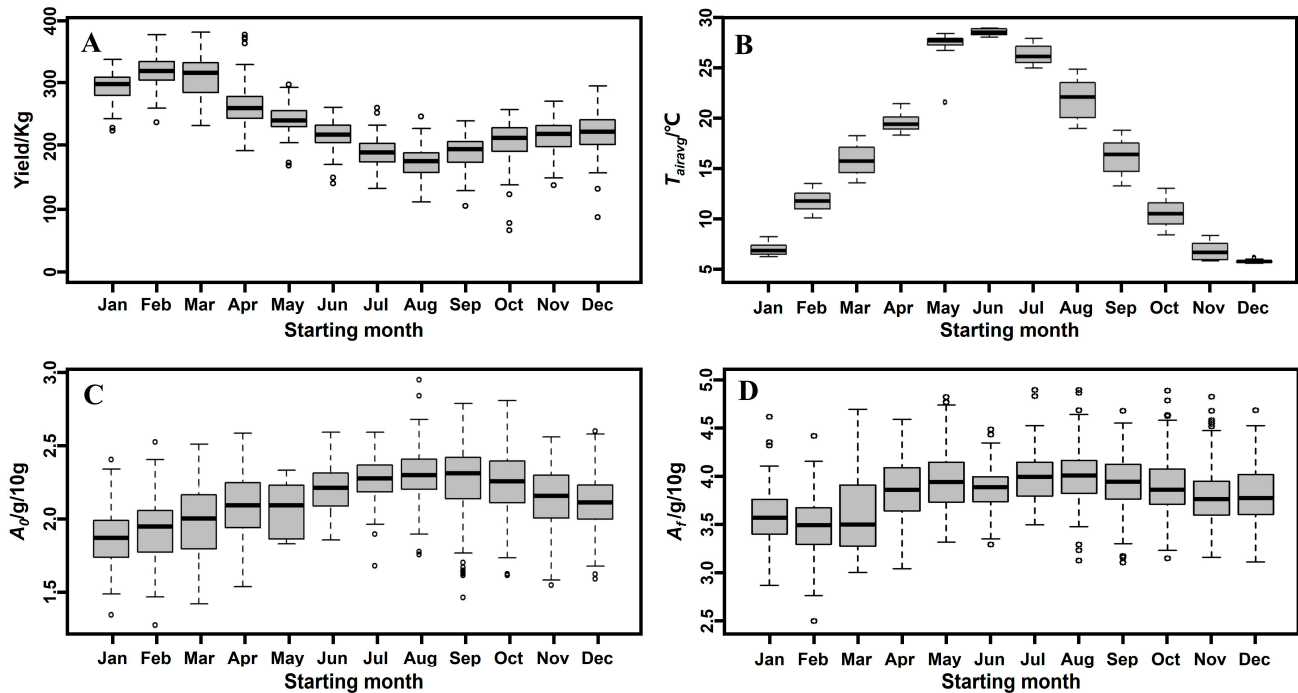 A
Yield/Kg
400
300
200
100
0
Jan Feb Mar Apr May Jun Jul Aug Sep Oct Nov Dec
Starting month
B
Tairavg/°C
30
25
20
15
10
5
Jan Feb Mar Apr May Jun Jul Aug Sep Oct Nov Dec
Starting month
C
A0/g/10g
3.0
2.5
2.0
1.5
Jan Feb Mar Apr May Jun Jul Aug Sep Oct Nov Dec
Starting month
D
Af/g/10g
5.0
4.5
4.0
3.5
3.0
2.5
Jan Feb Mar Apr May Jun Jul Aug Sep Oct Nov Dec
Starting month